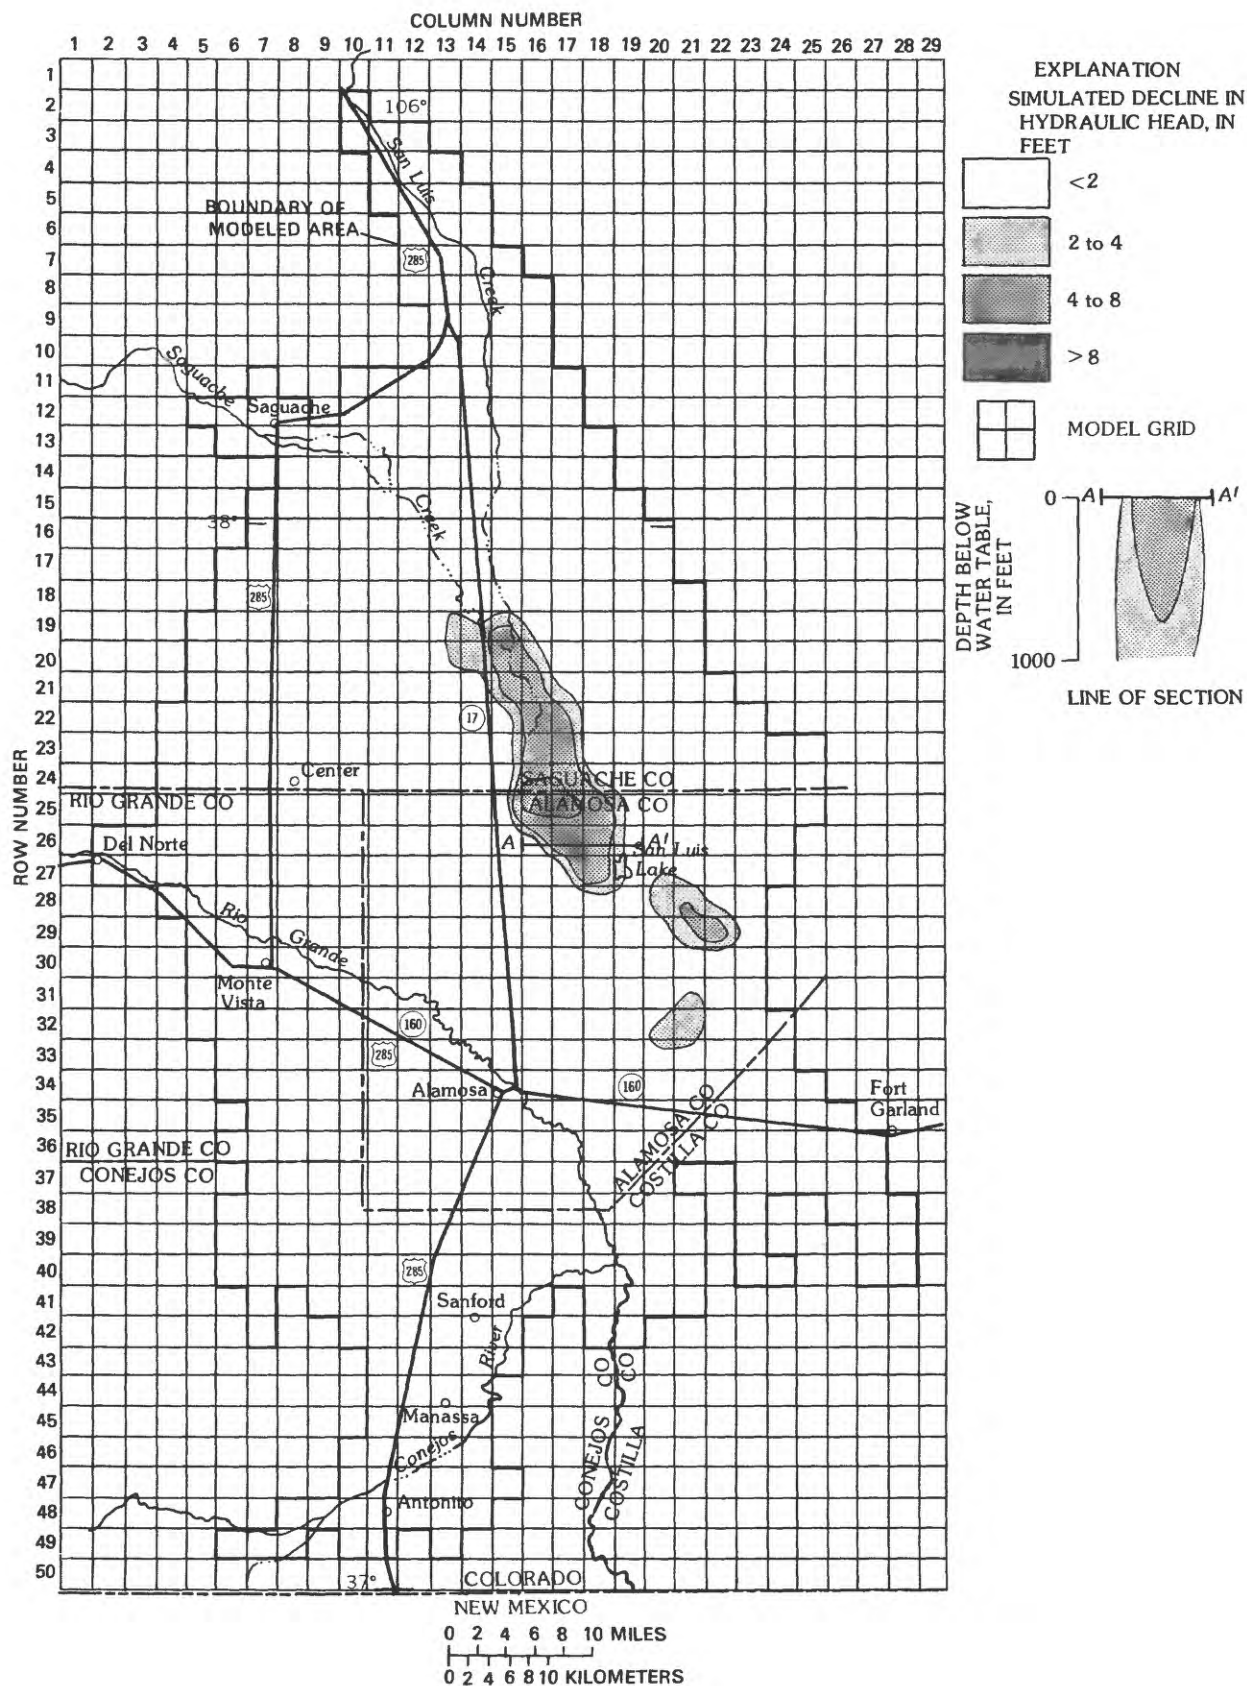 COLUMN NUMBER
1 2 3 4 5 6 7 8 9 10 11 12 13 14 15 16 17 18 19 20 21 22 23 24 25 26 27 28 29
ROW NUMBER
1
2
3
4
5
6
7
8
9
10
11
12
13
14
15
16
17
18
19
20
21
22
23
24
25
26
27
28
29
30
31
32
33
34
35
36
37
38
39
40
41
42
43
44
45
46
47
48
49
50
106°
San Luis
Creek
BOUNDARY OF
MODELED AREA
285
Saguache
Creek
Saguache
38°
285
17
Center
SAGUACHE CO
RIO GRANDE CO
ALAMOSA CO
Del Norte
A
A'
San Luis
Lake
Rio
Grande
Monte
Vista
160
285
Alamosa
160
Fort
Garland
ALAMOSA CO
COSTILLA CO
RIO GRANDE CO
CONEJOS CO
285
Sanford
River
CO
CO
Manassa
Conejos
CONEJOS
COSTILLA
Antonito
37°
COLORADO
NEW MEXICO
0 2 4 6 8 10 MILES
0 2 4 6 8 10 KILOMETERS
EXPLANATION
SIMULATED DECLINE IN
HYDRAULIC HEAD, IN
FEET
<2
2 to 4
4 to 8
>8
MODEL GRID
DEPTH BELOW
WATER TABLE,
IN FEET
0
A
A'
1000
LINE OF SECTION